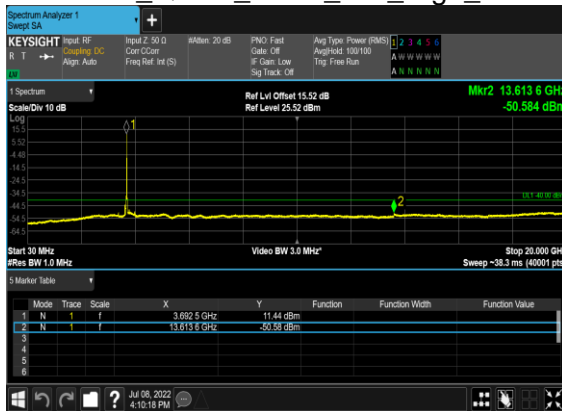 Spectrum Analyzer 1
Swept SA
KEYSIGHT Input: RF Input Z: 50 Ω #Atten: 20 dB PNO: Fast Avg Type: Power (RMS) 1 2 3 4 5 6
R T Coupling: DC Corr CCorr Gate: Off Avg|Hold: 100/100 A W W W W W
Align: Auto Freq Ref: Int (S) IF Gain: Low Trig: Free Run
Sig Track: Off A N N N N N
1 Spectrum Ref Lvl Offset 15.52 dB Mkr2 13.613 6 GHz
Scale/Div 10 dB Ref Level 25.52 dBm -50.584 dBm
Log
15.5
5.52
-4.48
-14.5
-24.5
-34.5
-44.5
-54.5
-64.5
1
2
DL1 -40.00 dBm
Start 30 MHz Video BW 3.0 MHz* Stop 20.000 GH
#Res BW 1.0 MHz Sweep ~38.3 ms (40001 pts
5 Marker Table
Mode Trace Scale X Y Function Function Width Function Value
1 N 1 f 3.692 5 GHz 11.44 dBm
2 N 1 f 13.613 6 GHz -50.58 dBm
3
4
5
6
Jul 08, 2022
4:10:18 PM